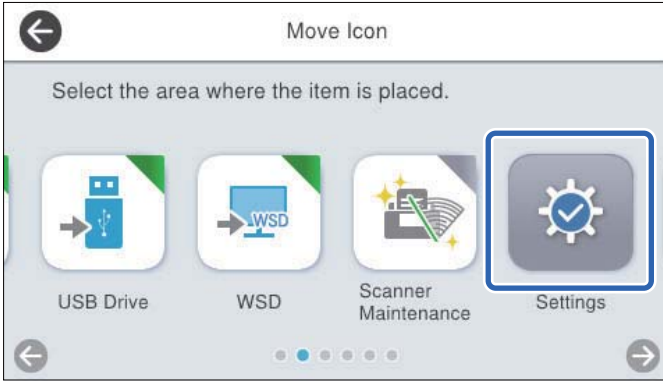 Move Icon
Select the area where the item is placed.
WSD
USB Drive
WSD
Scanner
Maintenance
Settings